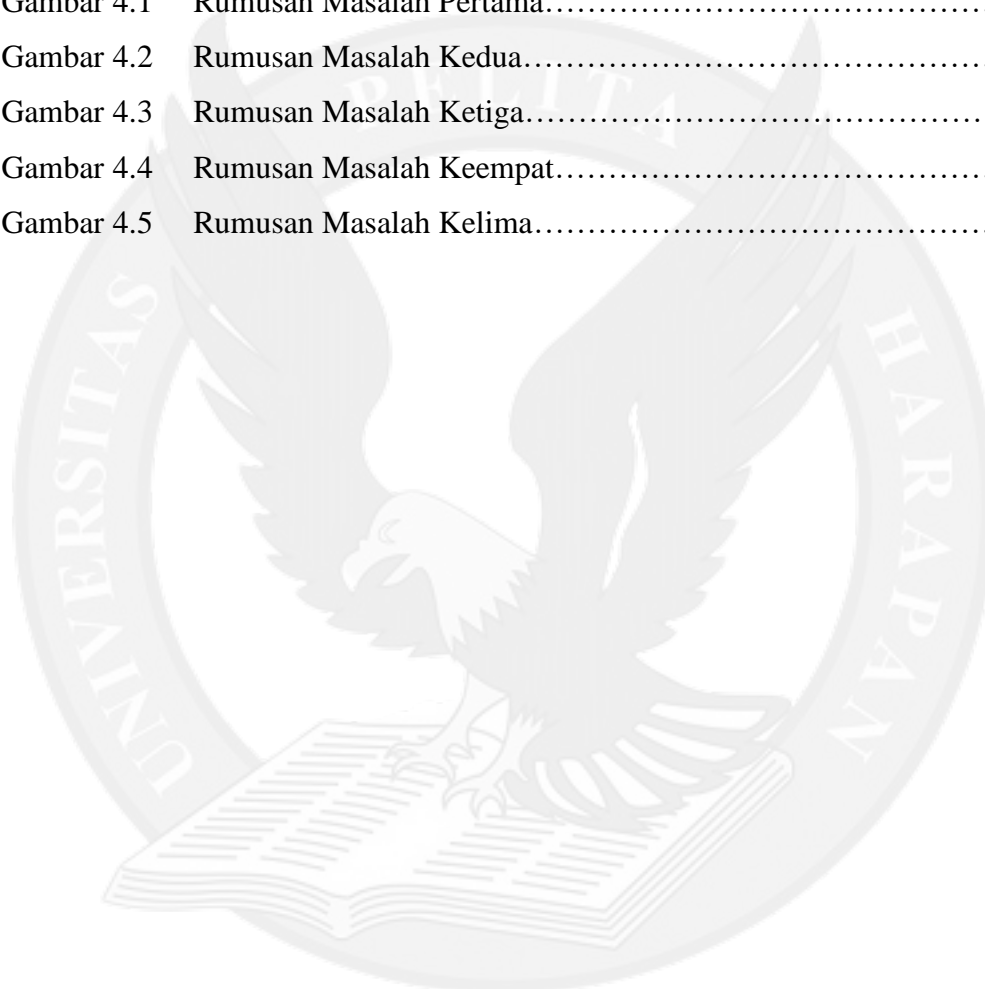 Gambar 4.1 Rumusan Masalah Pertama……………………………………
Gambar 4.2 Rumusan Masalah Kedua………………………………………
Gambar 4.3 Rumusan Masalah Ketiga………………………………………
Gambar 4.4 Rumusan Masalah Keempat……………………………………
Gambar 4.5 Rumusan Masalah Kelima………………………………………
UNIVERSITAS PELITA HARAPAN